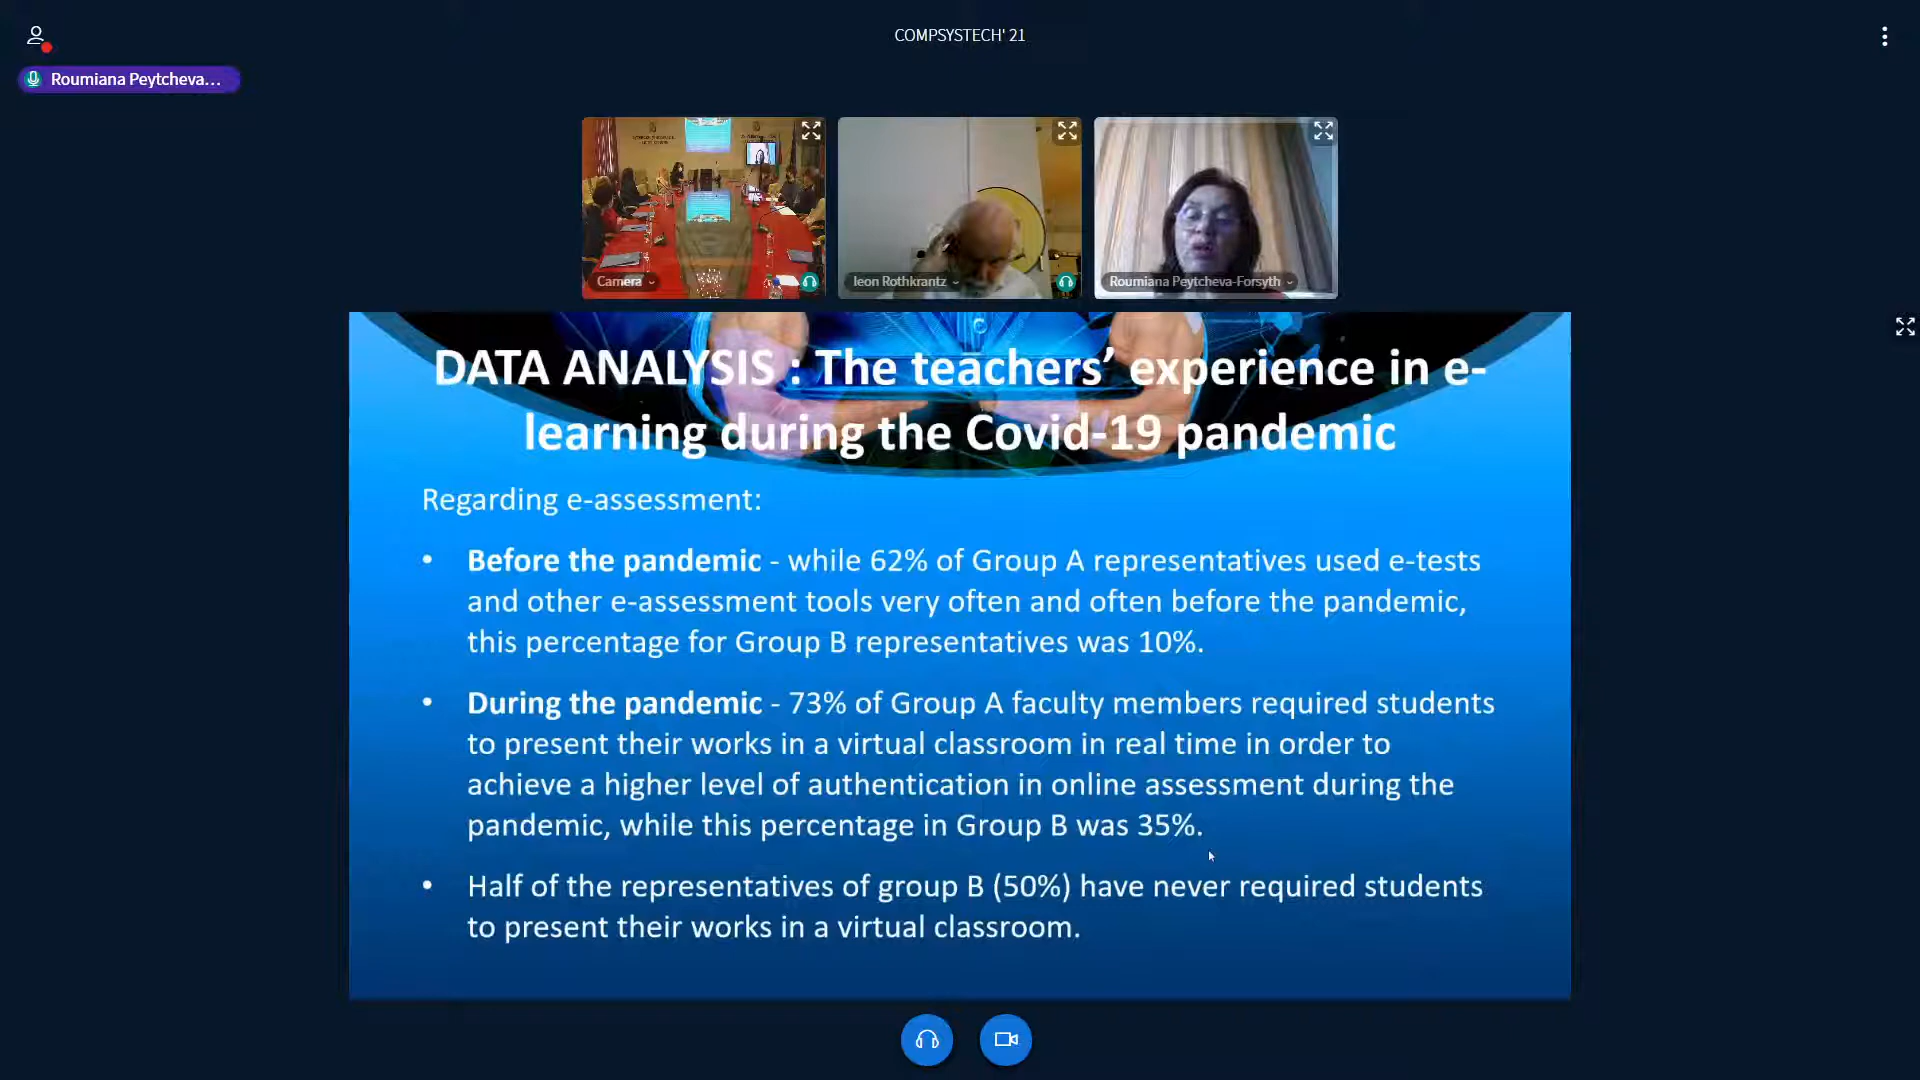 COMPSYSTECH' 21
Roumiana Peytcheva...
Camera
leon Rothkrantz
Roumiana Peytcheva-Forsyth
DATA ANALYSIS : The teachers’ experience in e-
learning during the Covid-19 pandemic
Regarding e-assessment:
• Before the pandemic - while 62% of Group A representatives used e-tests
and other e-assessment tools very often and often before the pandemic,
this percentage for Group B representatives was 10%.
• During the pandemic - 73% of Group A faculty members required students
to present their works in a virtual classroom in real time in order to
achieve a higher level of authentication in online assessment during the
pandemic, while this percentage in Group B was 35%.
• Half of the representatives of group B (50%) have never required students
to present their works in a virtual classroom.